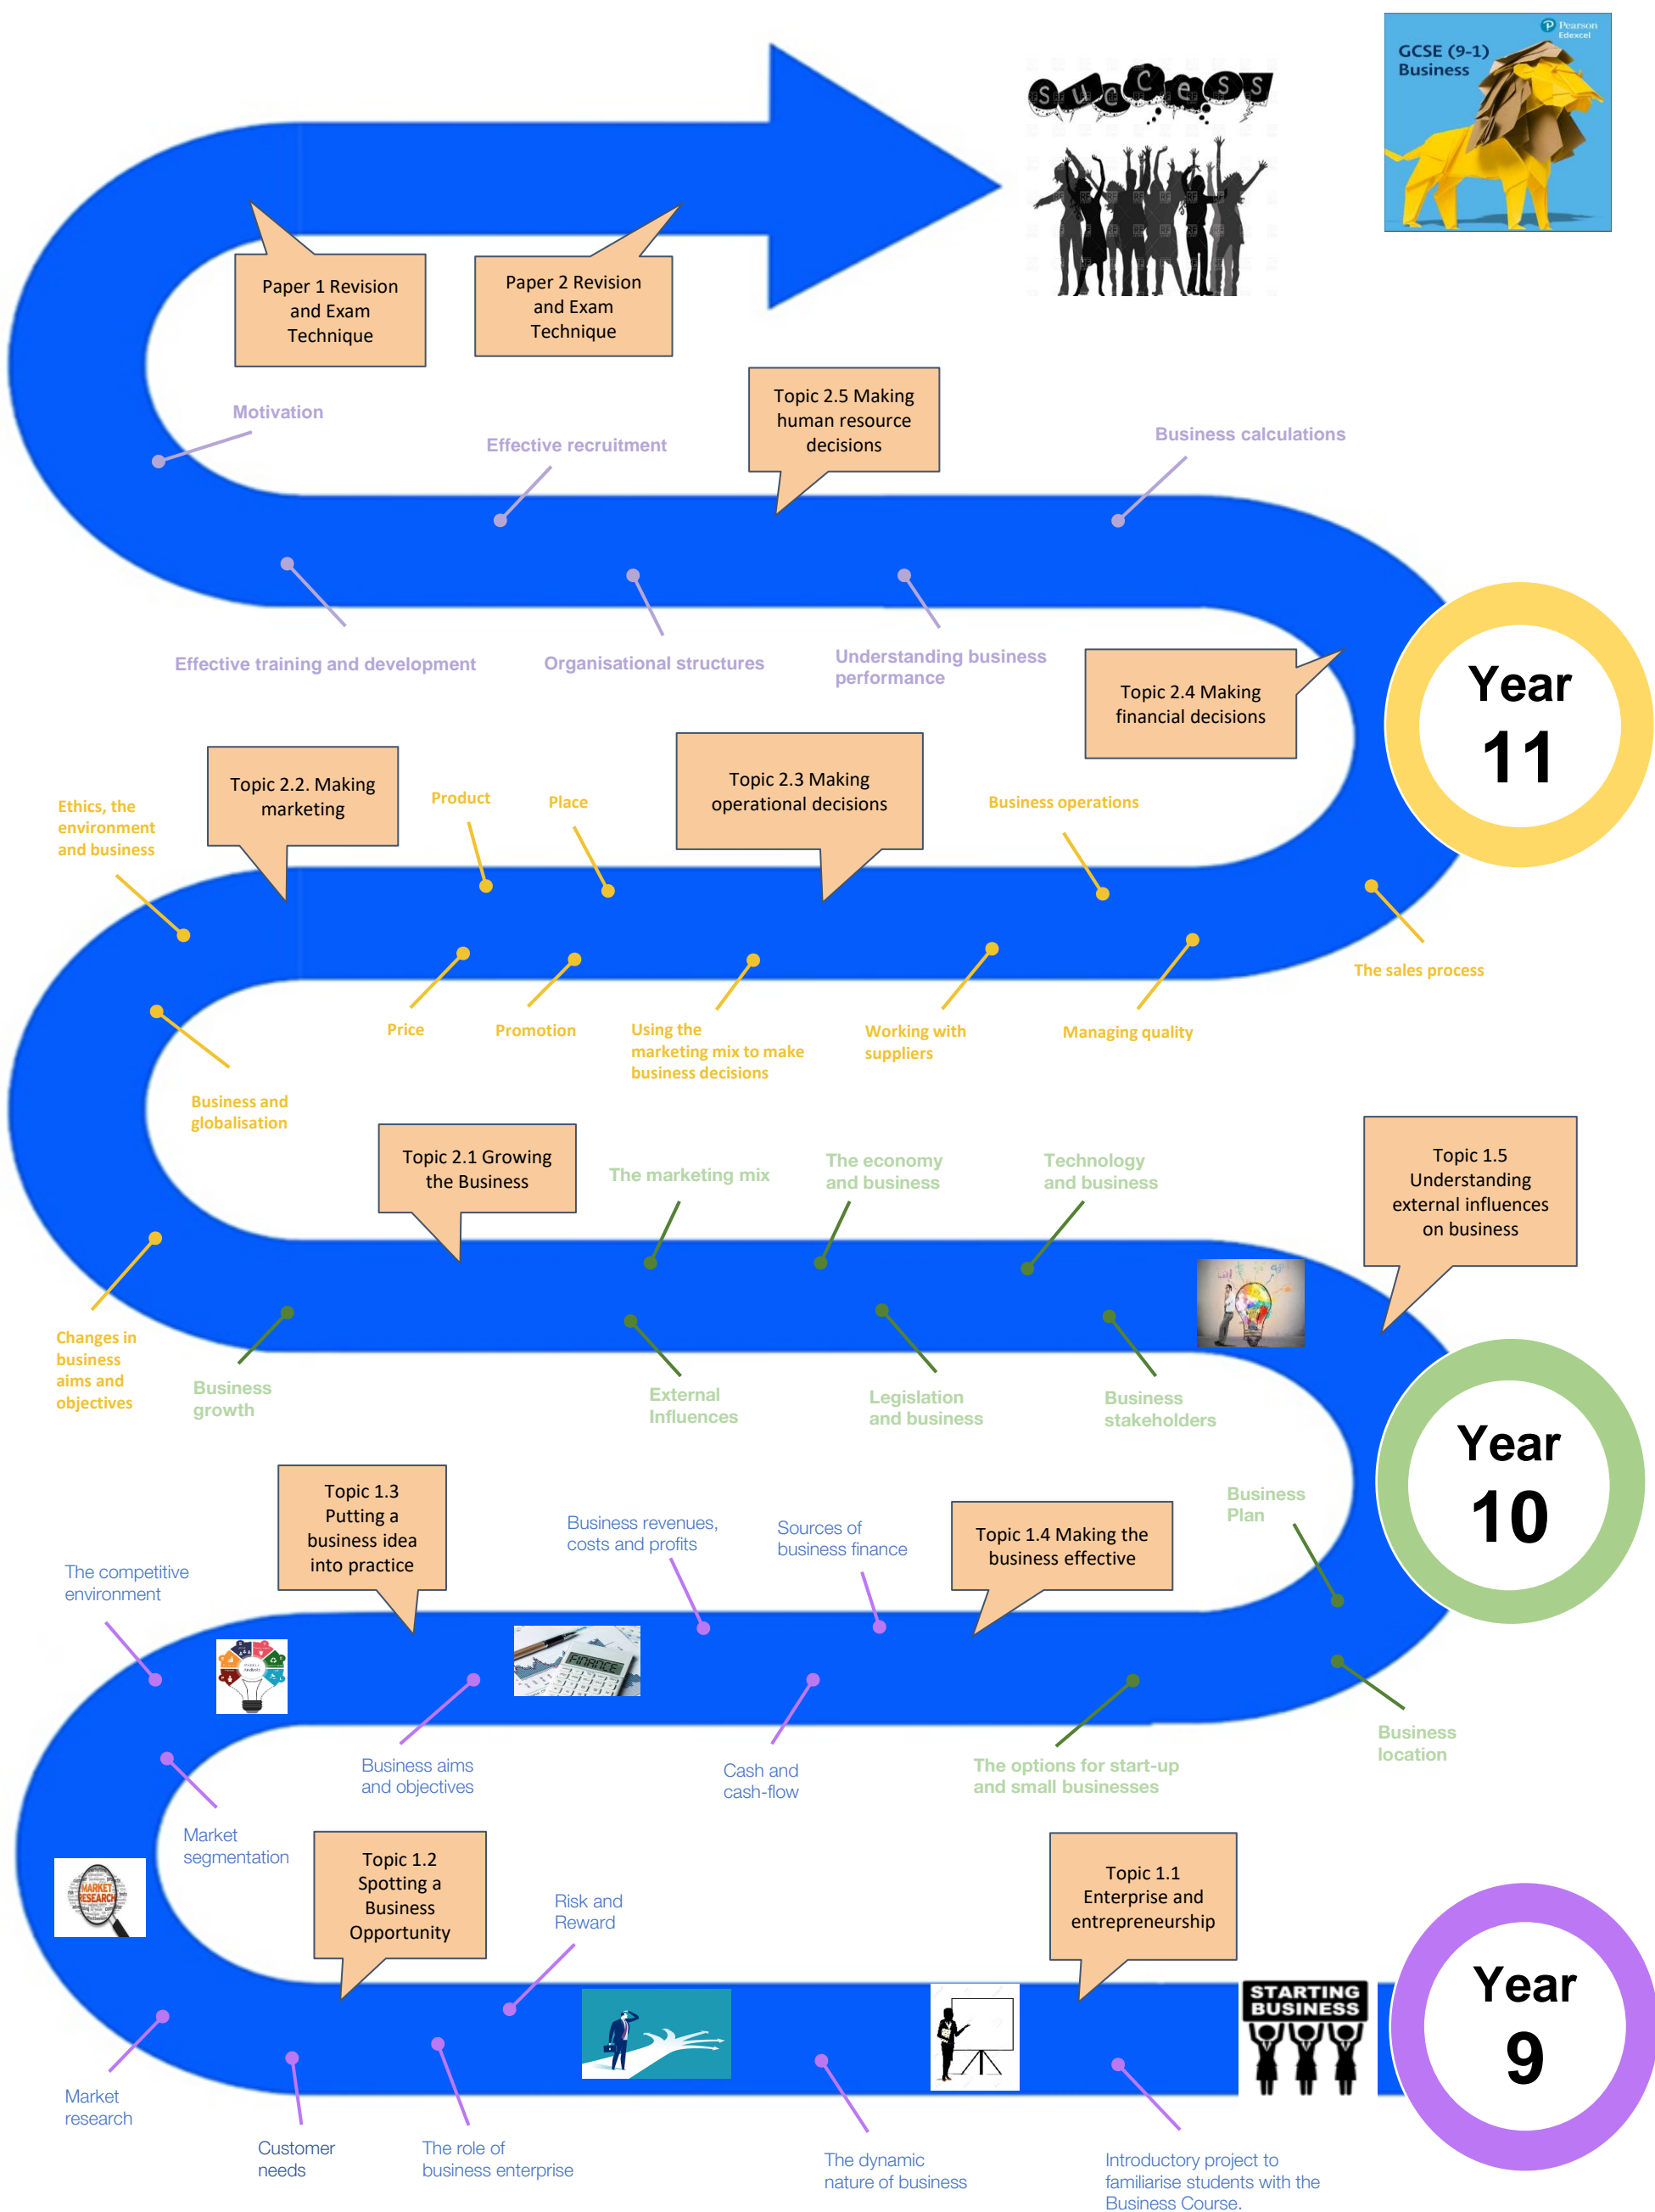 Pearson
Edexcel
GCSE (9-1)
Business
SUCCESS
Paper 1 Revision
and Exam
Technique
Paper 2 Revision
and Exam
Technique
Topic 2.5 Making
human resource
decisions
Motivation
Effective recruitment
Business calculations
Effective training and development
Organisational structures
Understanding business
performance
Topic 2.4 Making
financial decisions
Year
11
Topic 2.2. Making
marketing
Topic 2.3 Making
operational decisions
Ethics, the
environment
and business
Product
Place
Business operations
The sales process
Price
Promotion
Using the
marketing mix to make
business decisions
Working with
suppliers
Managing quality
Business and
globalisation
Topic 2.1 Growing
the Business
The marketing mix
The economy
and business
Technology
and business
Topic 1.5
Understanding
external influences
on business
Changes in
business
aims and
objectives
Business
growth
External
Influences
Legislation
and business
Business
stakeholders
Year
10
Topic 1.3
Putting a
business idea
into practice
Business revenues,
costs and profits
Sources of
business finance
Topic 1.4 Making the
business effective
Business
Plan
The competitive
environment
FINANCE
Business aims
and objectives
Cash and
cash-flow
The options for start-up
and small businesses
Business
location
Market
segmentation
MARKET
RESEARCH
Topic 1.2
Spotting a
Business
Opportunity
Risk and
Reward
Topic 1.1
Enterprise and
entrepreneurship
STARTING
BUSINESS
Year
9
Market
research
Customer
needs
The role of
business enterprise
The dynamic
nature of business
Introductory project to
familiarise students with the
Business Course.